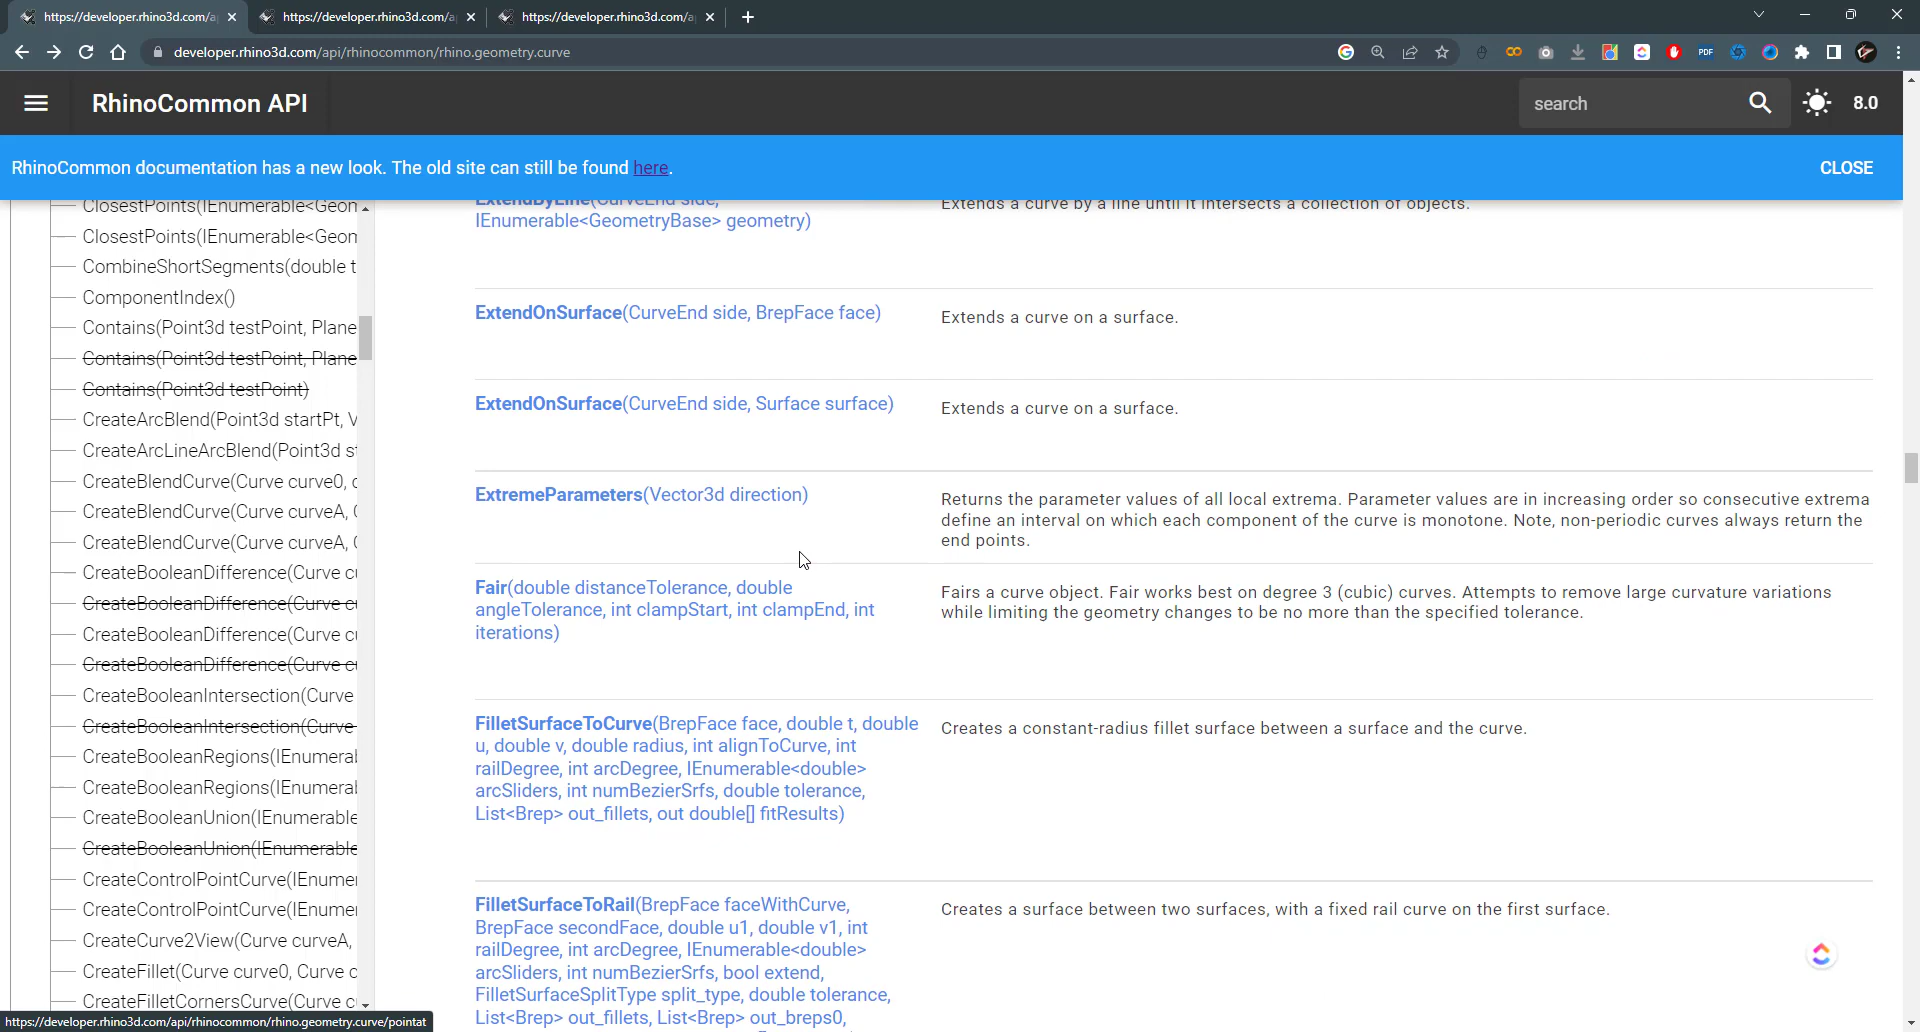 https://developer.rhino3d.com/a
https://developer.rhino3d.com/a
https://developer.rhino3d.com/a
developer.rhino3d.com/api/rhinocommon/rhino.geometry.curve
PDF
RhinoCommon API
search
8.0
RhinoCommon documentation has a new look. The old site can still be found here.
CLOSE
ClosestPoints(IEnumerable<Geon
ClosestPoints(IEnumerable<Geon
CombineShortSegments(double t
ComponentIndex()
Contains(Point3d testPoint, Plane
Contains(Point3d testPoint, Plane
Contains(Point3d testPoint)
CreateArcBlend(Point3d startPt, V
CreateArcLineArcBlend(Point3d st
CreateBlendCurve(Curve curve0, c
CreateBlendCurve(Curve curveA, C
CreateBlendCurve(Curve curveA, C
CreateBooleanDifference(Curve cu
CreateBooleanDifference(Curve cu
CreateBooleanDifference(Curve cu
CreateBooleanDifference(Curve cu
CreateBooleanIntersection(Curve
CreateBooleanIntersection(Curve
CreateBooleanRegions(IEnumeral
CreateBooleanRegions(IEnumeral
CreateBooleanUnion(IEnumerable
CreateBooleanUnion(IEnumerable
CreateControlPointCurve(IEnumer
CreateControlPointCurve(IEnumer
CreateCurve2View(Curve curveA,
CreateFillet(Curve curve0, Curve c
CreateFilletCornersCurve(Curve cu
https://developer.rhino3d.com/api/rhinocommon/rhino.geometry.curve/pointat
ExtendByLine(CurveEnd side,
IEnumerable<GeometryBase> geometry)
Extends a curve by a line until it intersects a collection of objects.
ExtendOnSurface(CurveEnd side, BrepFace face)
Extends a curve on a surface.
ExtendOnSurface(CurveEnd side, Surface surface)
Extends a curve on a surface.
ExtremeParameters(Vector3d direction)
Returns the parameter values of all local extrema. Parameter values are in increasing order so consecutive extrema
define an interval on which each component of the curve is monotone. Note, non-periodic curves always return the
end points.
Fair(double distanceTolerance, double
angleTolerance, int clampStart, int clampEnd, int
iterations)
Fairs a curve object. Fair works best on degree 3 (cubic) curves. Attempts to remove large curvature variations
while limiting the geometry changes to be no more than the specified tolerance.
FilletSurfaceToCurve(BrepFace face, double t, double
u, double v, double radius, int alignToCurve, int
railDegree, int arcDegree, IEnumerable<double>
arcSliders, int numBezierSrfs, double tolerance,
List<Brep> out_fillets, out double[] fitResults)
Creates a constant-radius fillet surface between a surface and the curve.
FilletSurfaceToRail(BrepFace faceWithCurve,
BrepFace secondFace, double u1, double v1, int
railDegree, int arcDegree, IEnumerable<double>
arcSliders, int numBezierSrfs, bool extend,
FilletSurfaceSplitType split_type, double tolerance,
List<Brep> out_fillets, List<Brep> out_breps0,
Creates a surface between two surfaces, with a fixed rail curve on the first surface.